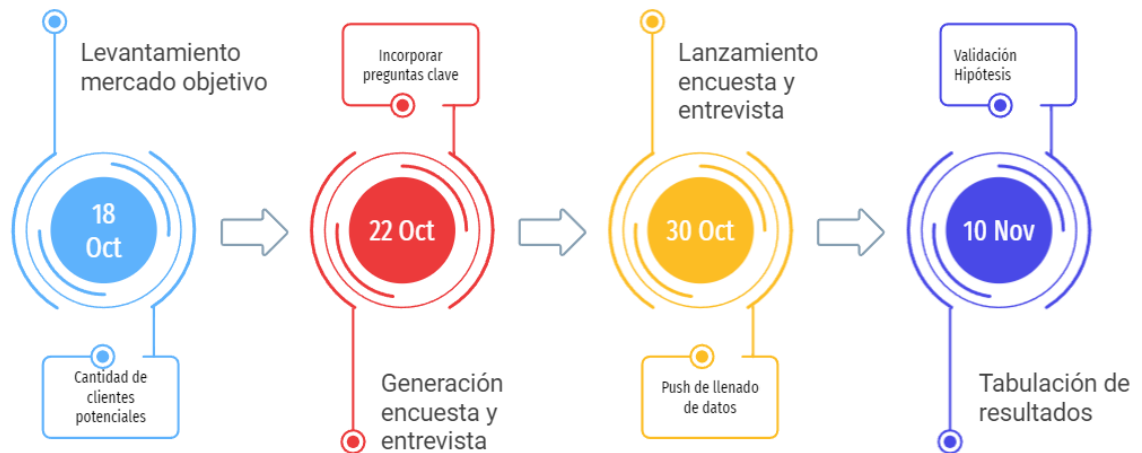 Levantamiento
mercado objetivo
18
Oct
Cantidad de
clientes
potenciales
Incorporar
preguntas clave
22 Oct
Generación
encuesta y
entrevista
Lanzamiento
encuesta y
entrevista
30 Oct
Push de llenado
de datos
Validación
Hipótesis
10 Nov
Tabulación de
resultados